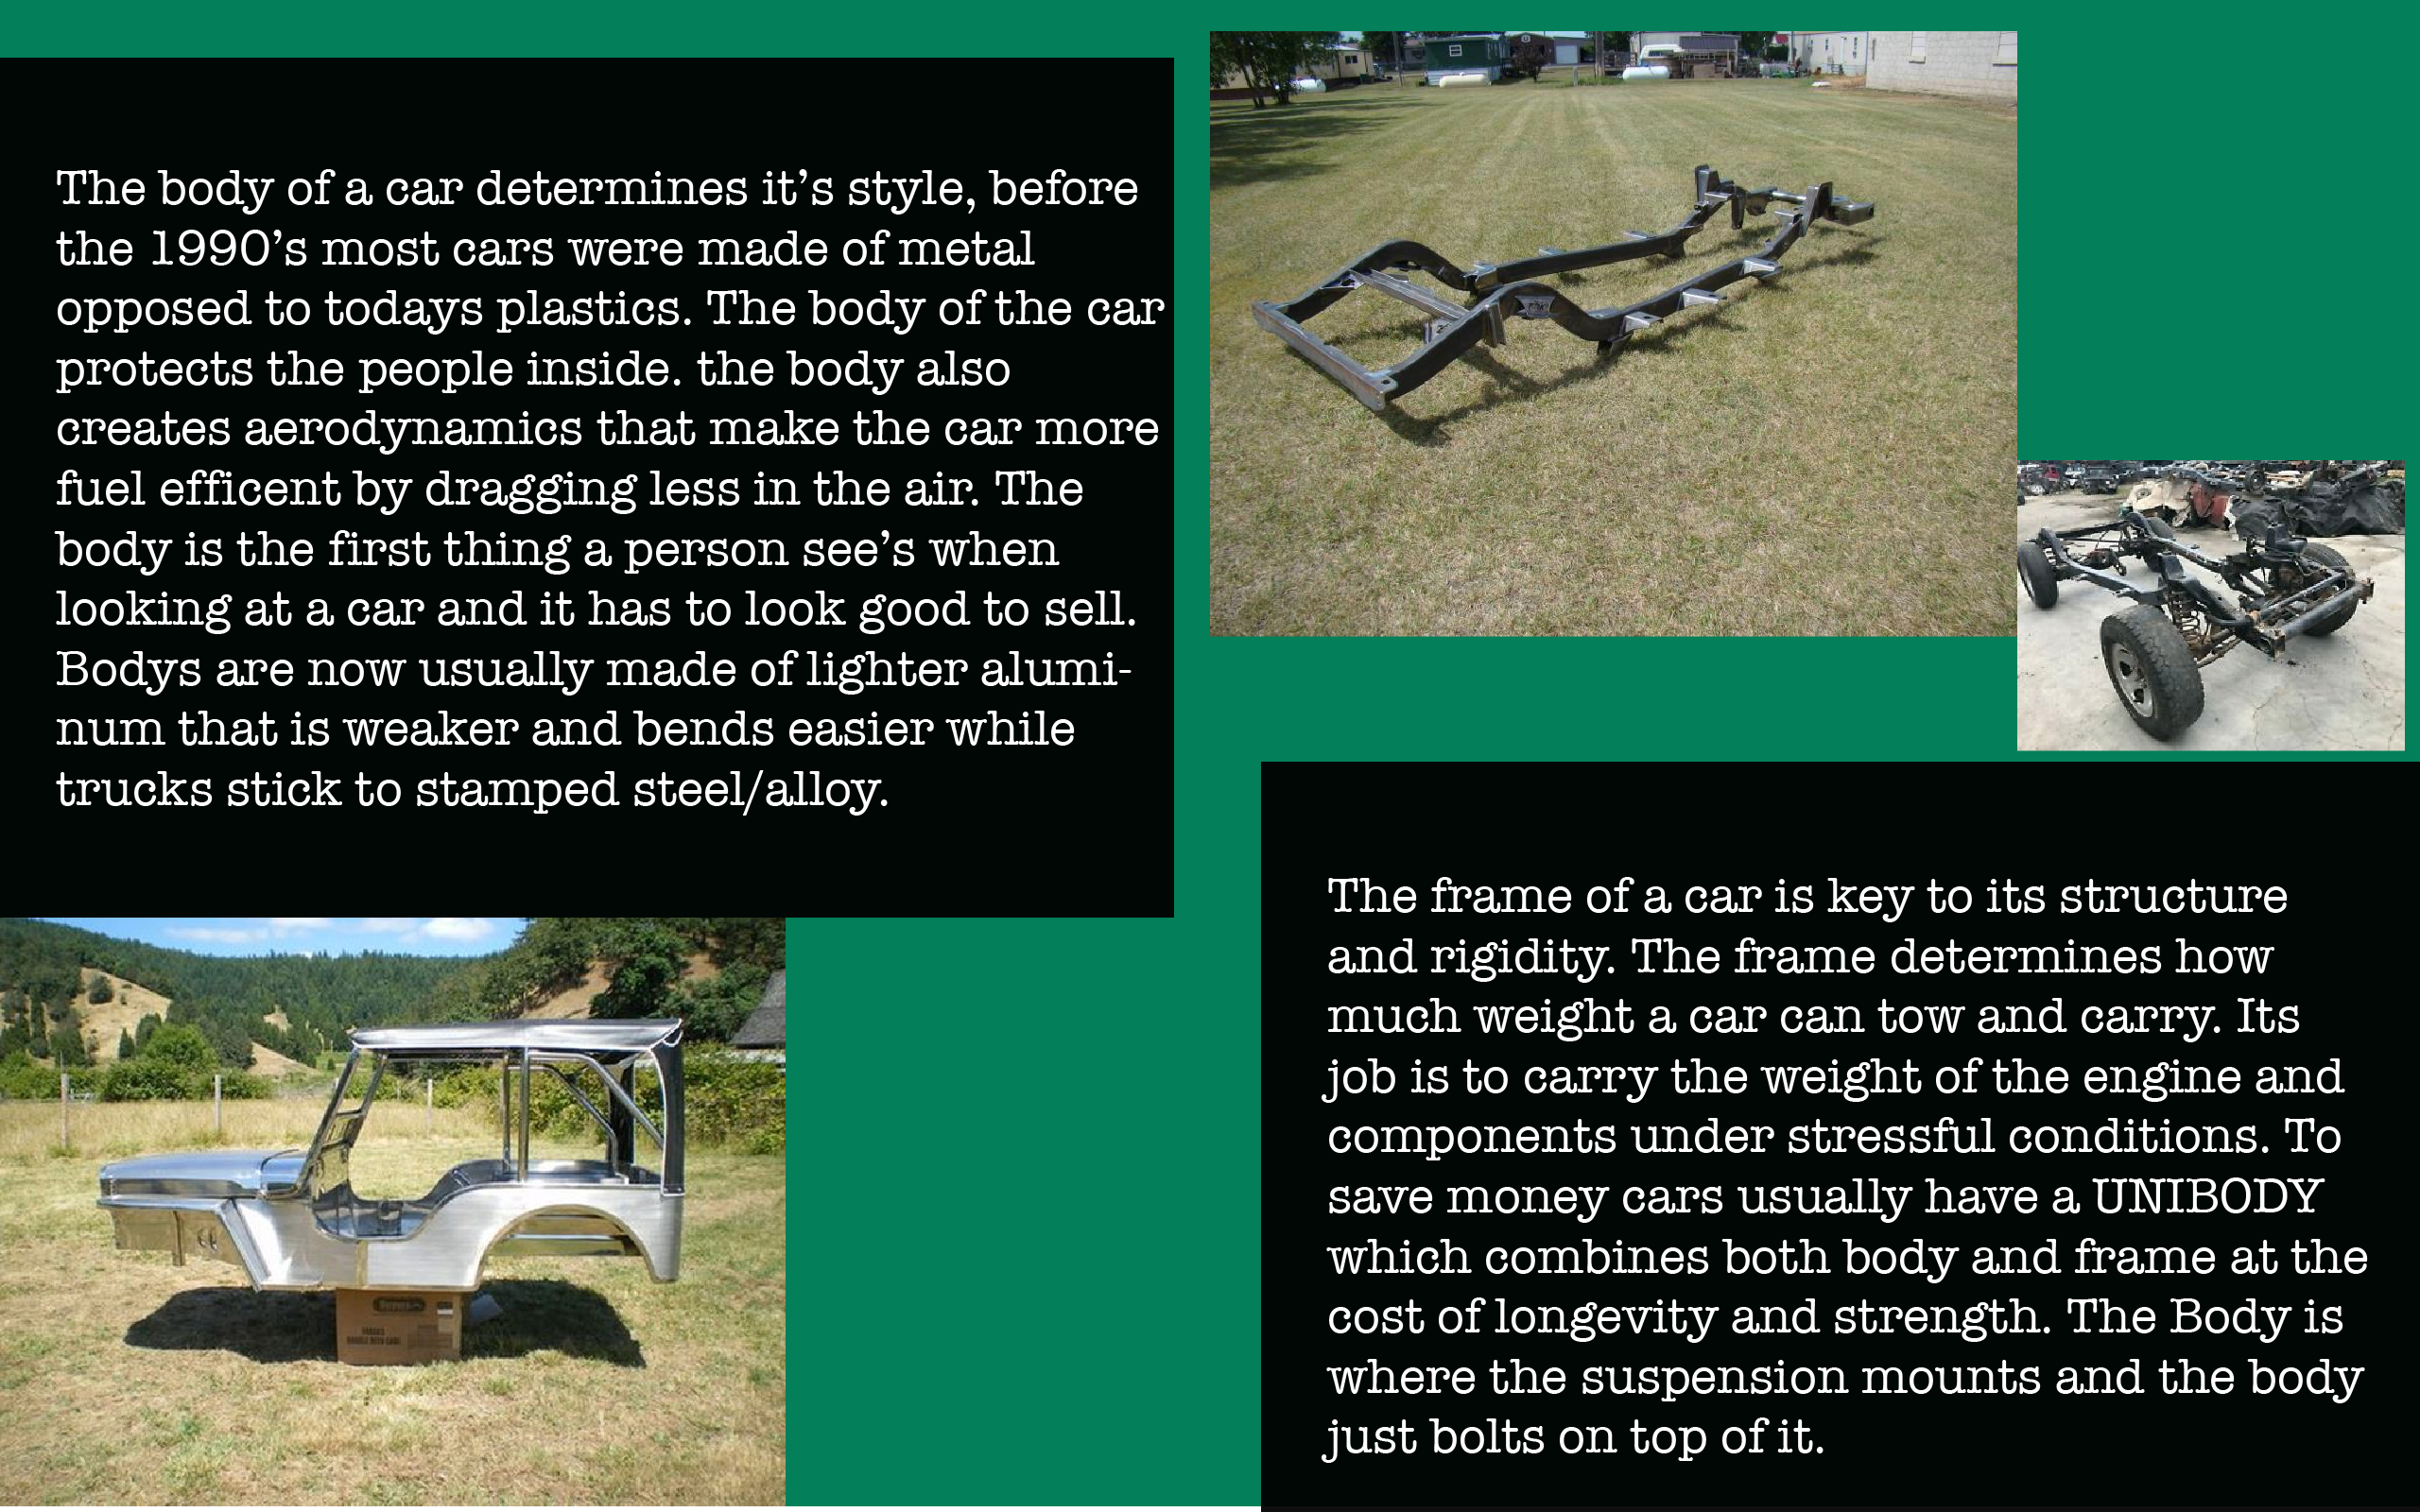 The body of a car determines it’s style, before
the 1990’s most cars were made of metal
opposed to todays plastics. The body of the car
protects the people inside. the body also
creates aerodynamics that make the car more
fuel efficent by dragging less in the air. The
body is the first thing a person see’s when
looking at a car and it has to look good to sell.
Bodys are now usually made of lighter alumi-
num that is weaker and bends easier while
trucks stick to stamped steel/alloy.
The frame of a car is key to its structure
and rigidity. The frame determines how
much weight a car can tow and carry. Its
job is to carry the weight of the engine and
components under stressful conditions. To
save money cars usually have a UNIBODY
which combines both body and frame at the
cost of longevity and strength. The Body is
where the suspension mounts and the body
just bolts on top of it.